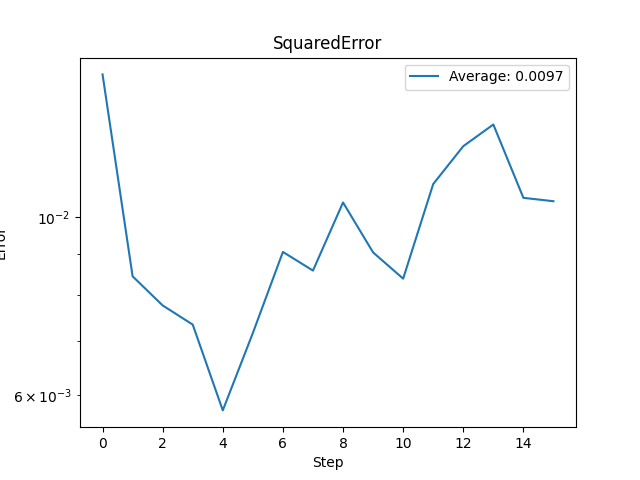 SquaredError
Average: 0.0097
Error
10⁻²
6 × 10⁻³
0 2 4 6 8 10 12 14
Step